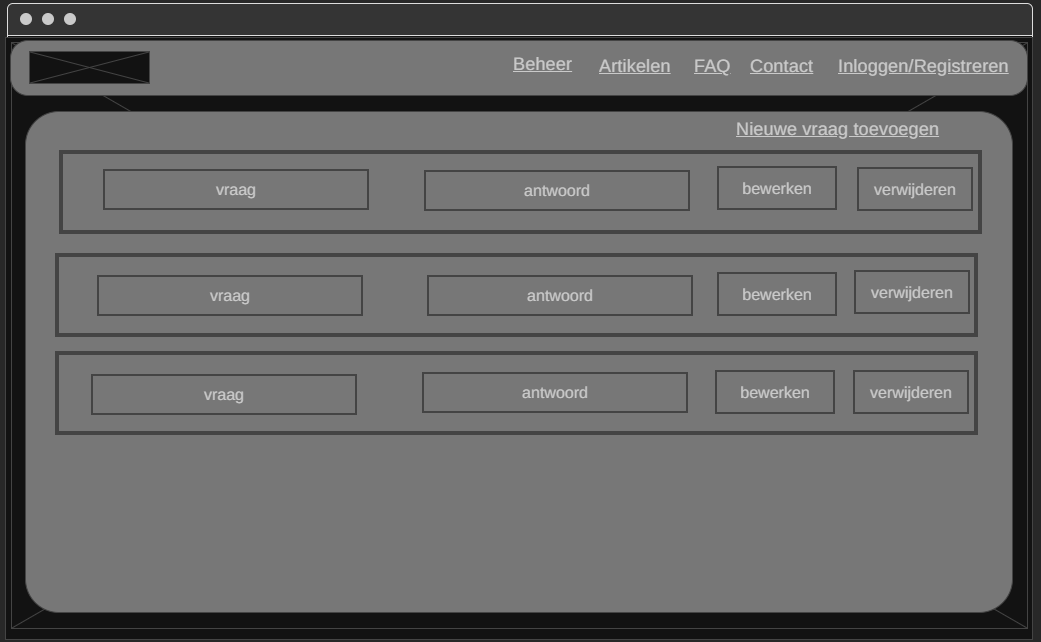 Beheer Artikelen FAQ Contact Inloggen/Registreren
Nieuwe vraag toevoegen
vraag antwoord bewerken verwijderen
vraag antwoord bewerken verwijderen
vraag antwoord bewerken verwijderen